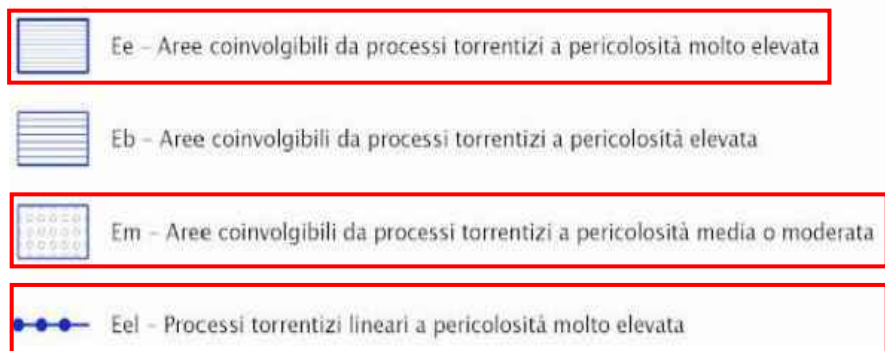 Ee – Aree coinvolgibili da processi torrentizi a pericolosità molto elevata
Eb – Aree coinvolgibili da processi torrentizi a pericolosità elevata
Em – Aree coinvolgibili da processi torrentizi a pericolosità media o moderata
Eel – Processi torrentizi lineari a pericolosità molto elevata